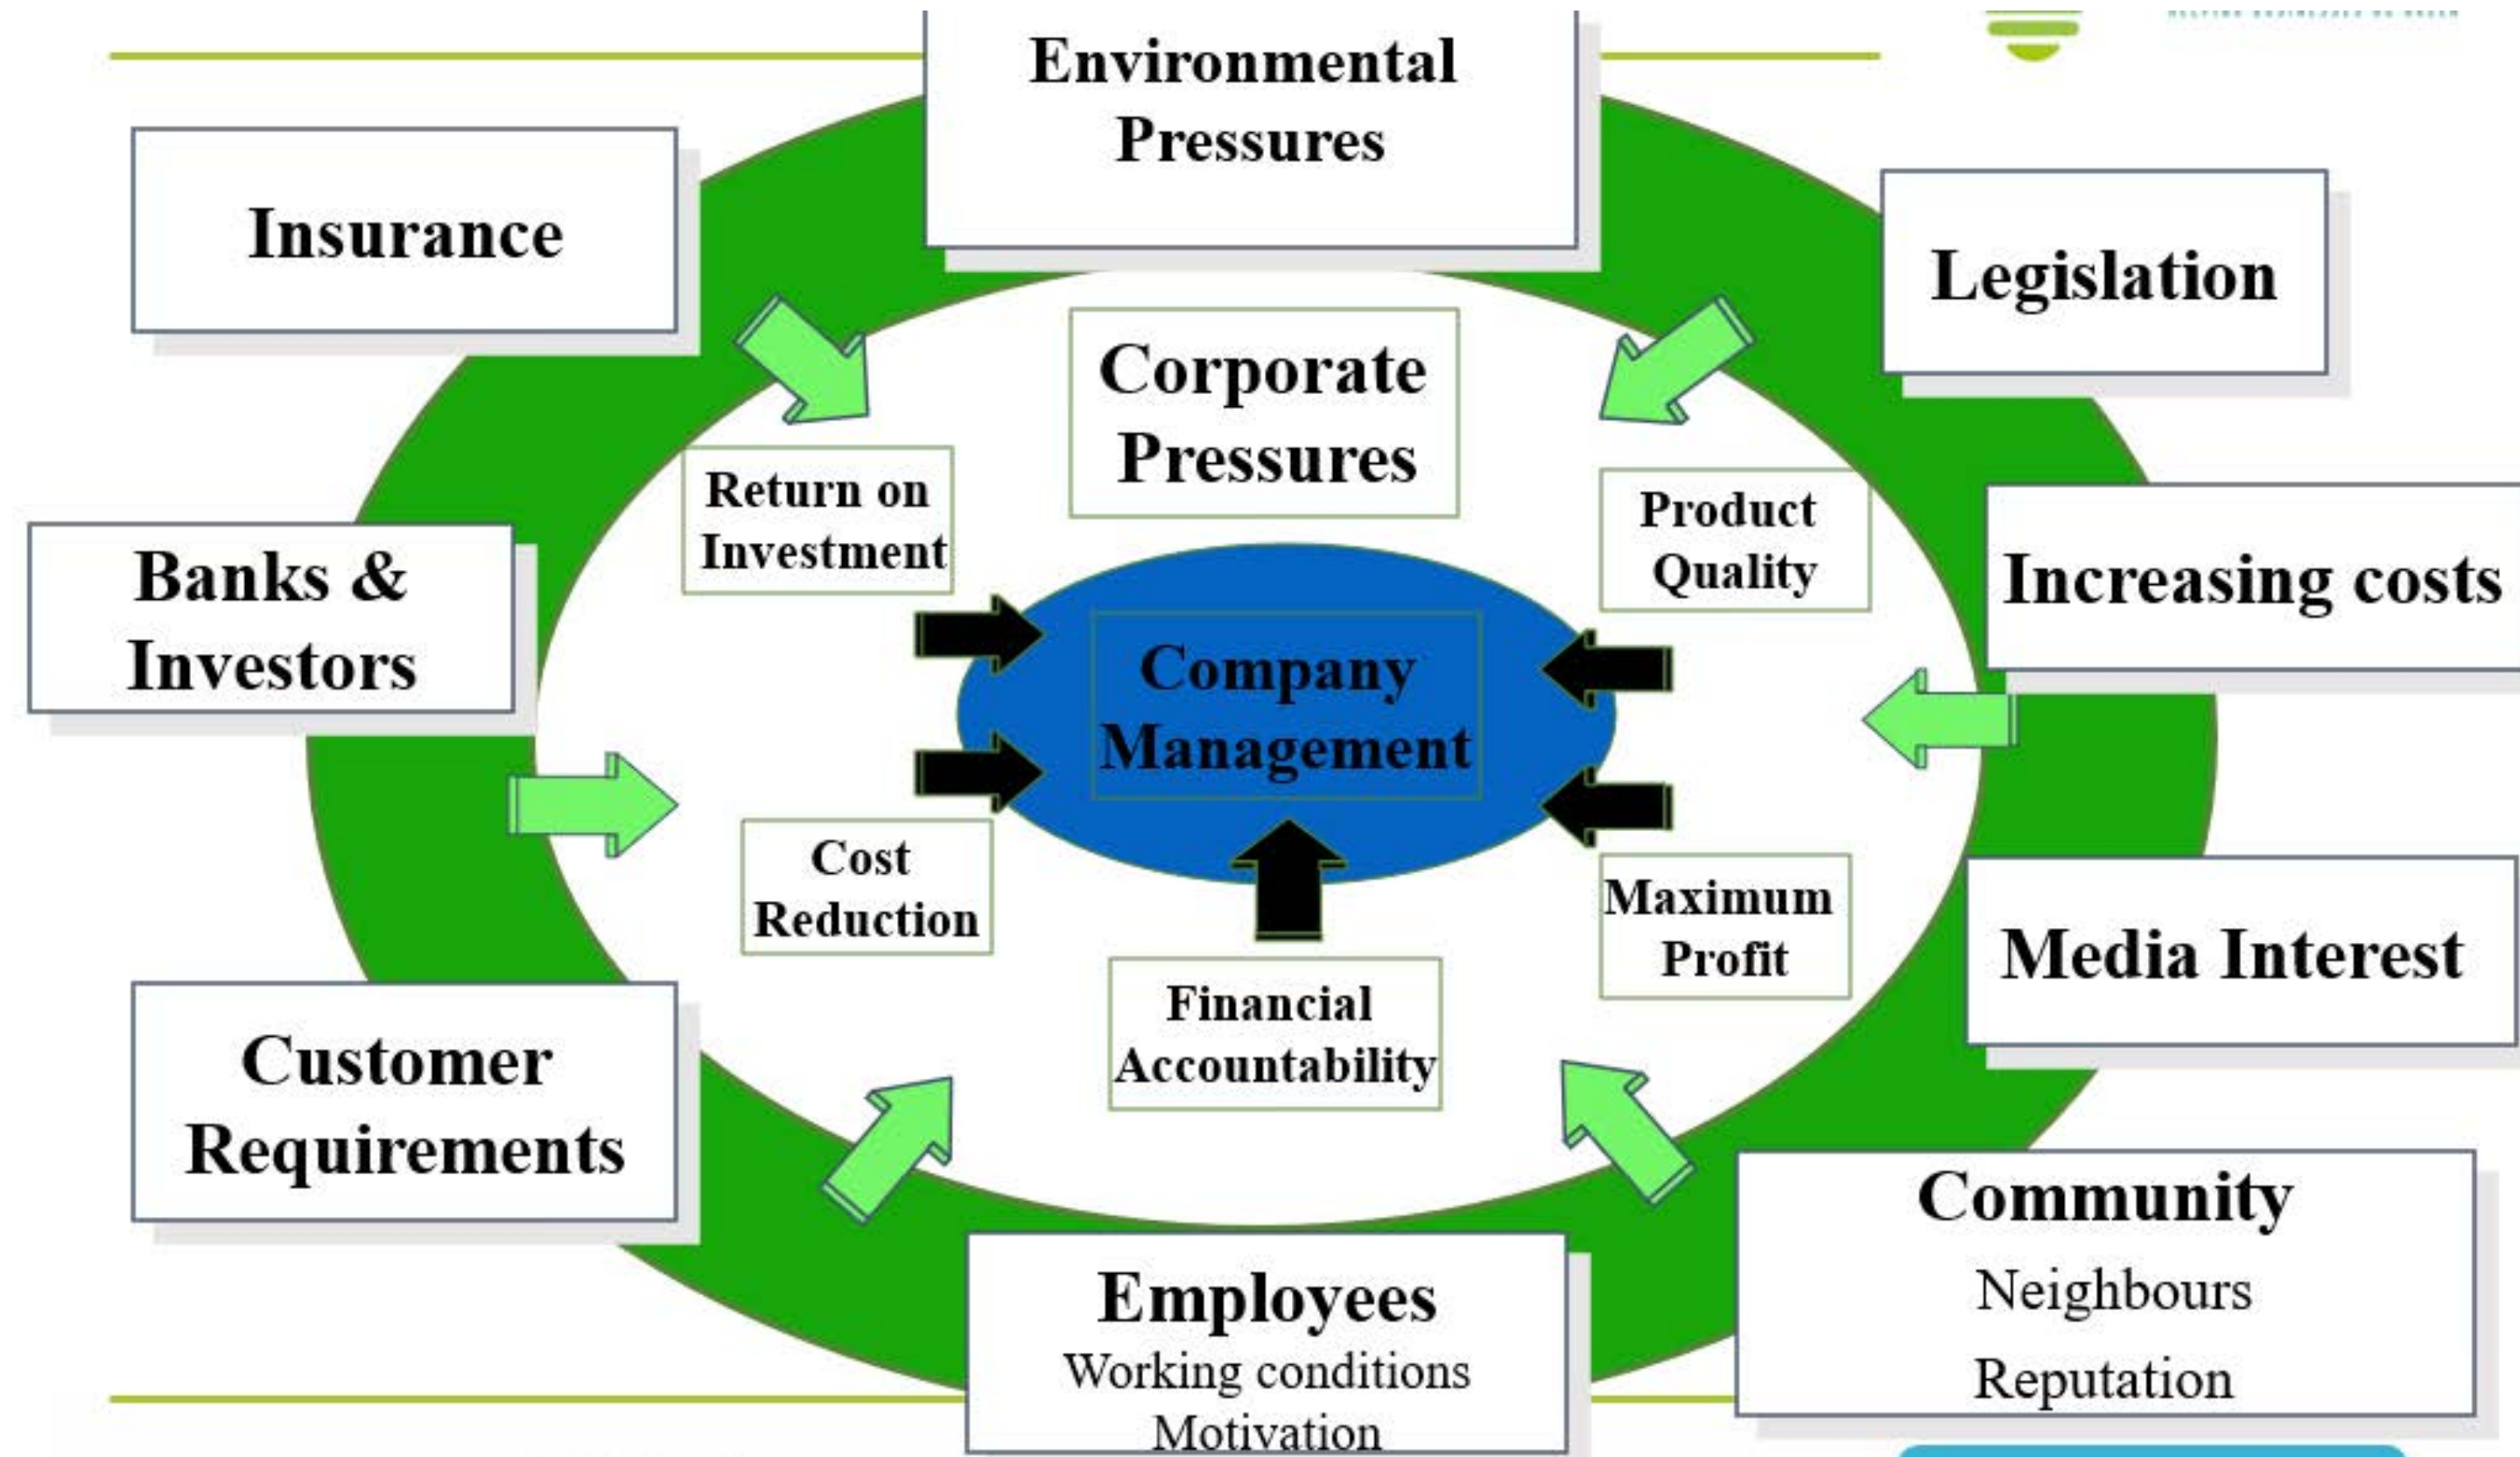 Environmental
Pressures
Insurance
Legislation
Corporate
Pressures
Return on
Investment
Product
Quality
Banks &
Investors
Increasing costs
Company
Management
Cost
Reduction
Maximum
Profit
Media Interest
Financial
Accountability
Customer
Requirements
Community
Neighbours
Reputation
Employees
Working conditions
Motivation